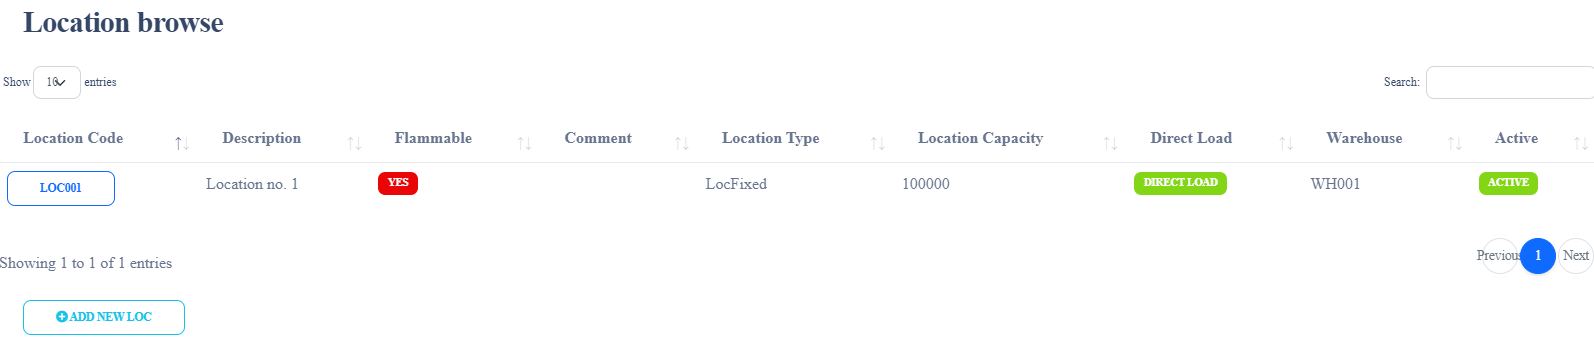 Location browse
Show 10 entries
Search:
Location Code Description Flammable Comment Location Type Location Capacity Direct Load Warehouse Active
LOC001 Location no. 1 YES LocFixed 100000 DIRECT LOAD WH001 ACTIVE
Showing 1 to 1 of 1 entries
Previous 1 Next
ADD NEW LOC